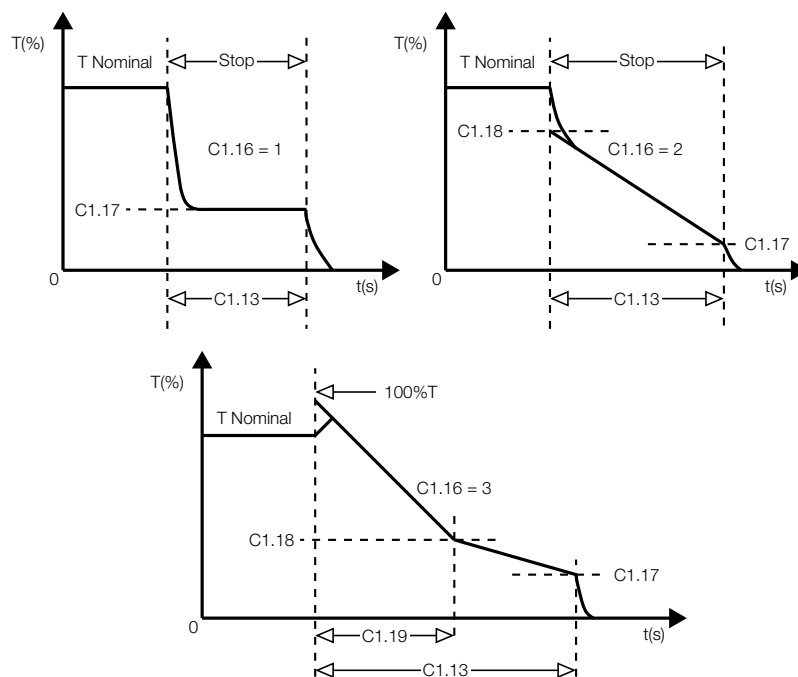 T(%)
T Nominal
Stop
C1.16 = 1
C1.17
0
t(s)
C1.13
T(%)
T Nominal
Stop
C1.18
C1.16 = 2
C1.17
0
t(s)
C1.13
T(%)
100%T
T Nominal
C1.16 = 3
C1.18
C1.17
0
t(s)
C1.19
C1.13